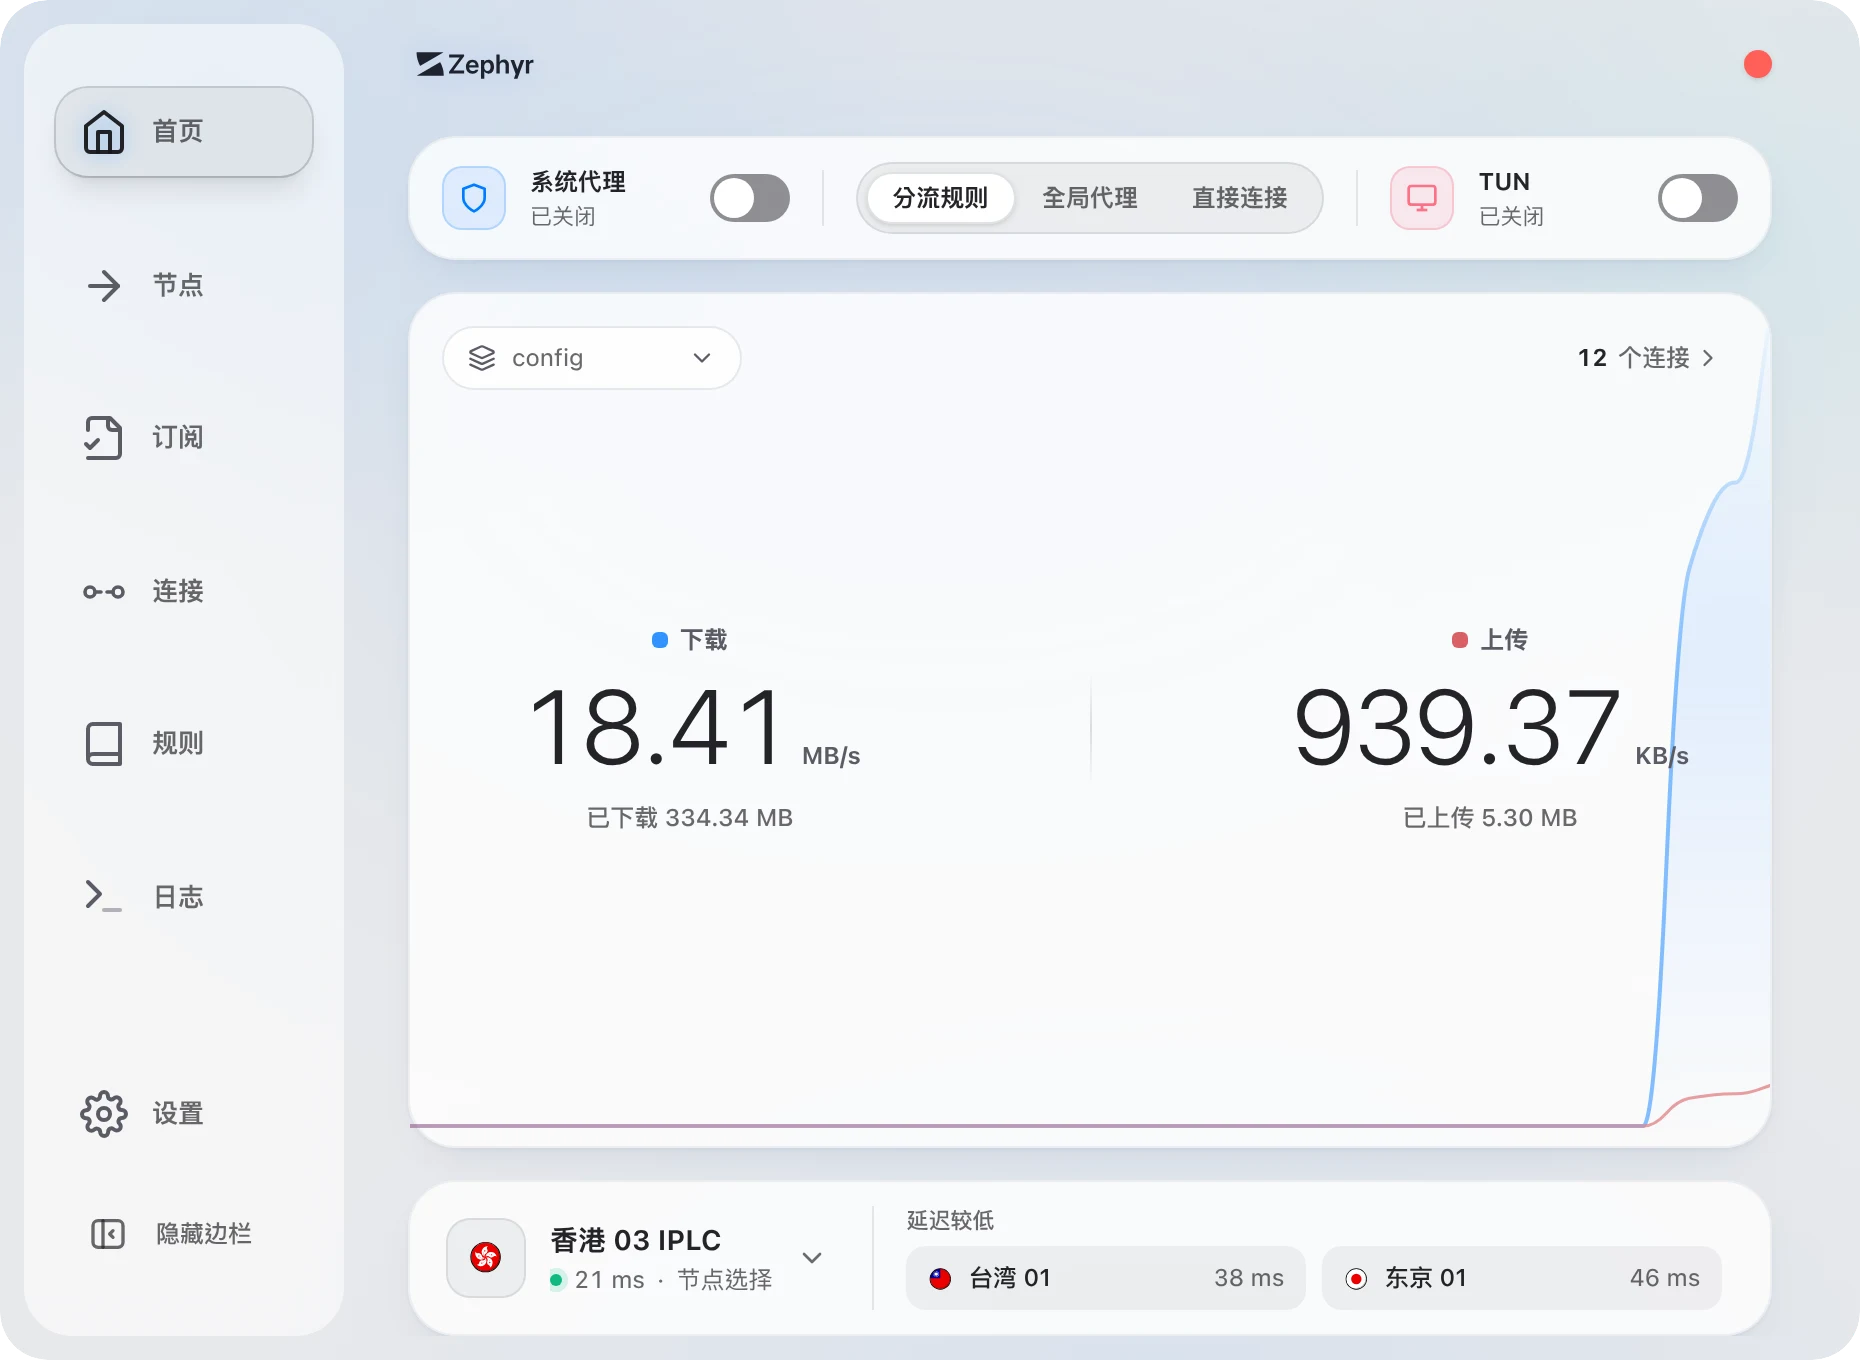 Zephyr
首页
节点
订阅
连接
规则
日志
设置
隐藏边栏
系统代理
已关闭
分流规则 全局代理 直接连接
TUN
已关闭
config
12 个连接
下载
18.41 MB/s
已下载 334.34 MB
上传
939.37 KB/s
已上传 5.30 MB
香港 03 IPLC
21 ms · 节点选择
延迟较低
台湾 01 38 ms
东京 01 46 ms